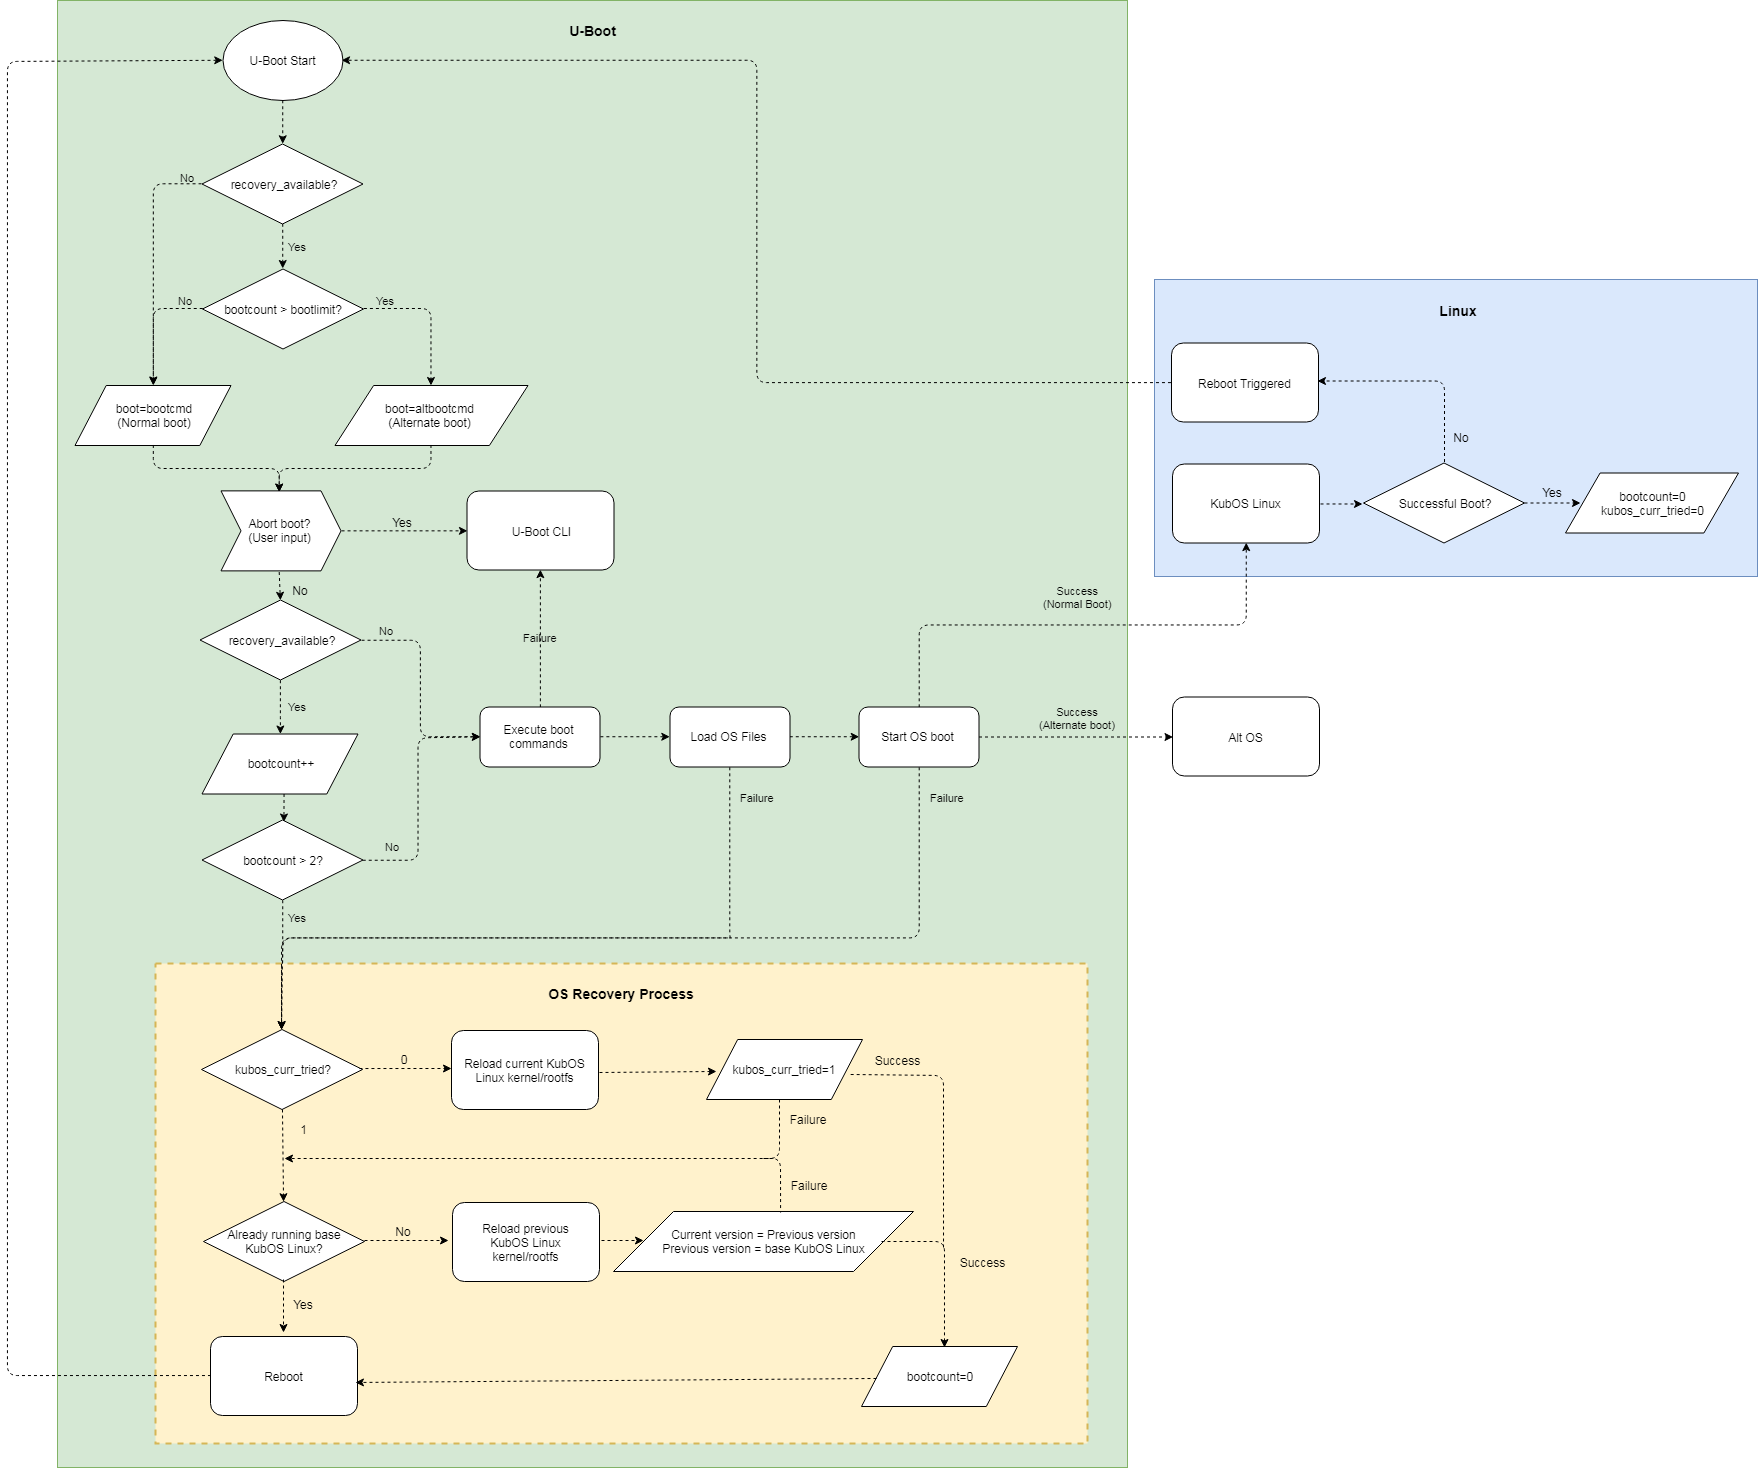 U-Boot
U-Boot Start
No
recovery_available?
Yes
No
bootcount > bootlimit?
Yes
Linux
boot=bootcmd
(Normal boot)
boot=altbootcmd
(Alternate boot)
Reboot Triggered
No
Abort boot?
(User input)
Yes
U-Boot CLI
KubOS Linux
Successful Boot?
Yes
bootcount=0
kubos_curr_tried=0
No
Success
(Normal Boot)
recovery_available?
No
Failure
Yes
Execute boot
commands
Load OS Files
Start OS boot
Success
(Alternate boot)
Alt OS
bootcount++
Failure
Failure
bootcount > 2?
No
Yes
OS Recovery Process
kubos_curr_tried?
0
Reload current KubOS
Linux kernel/rootfs
kubos_curr_tried=1
Success
1
Failure
Failure
Already running base
KubOS Linux?
No
Reload previous
KubOS Linux
kernel/rootfs
Current version = Previous version
Previous version = base KubOS Linux
Success
Yes
Reboot
bootcount=0